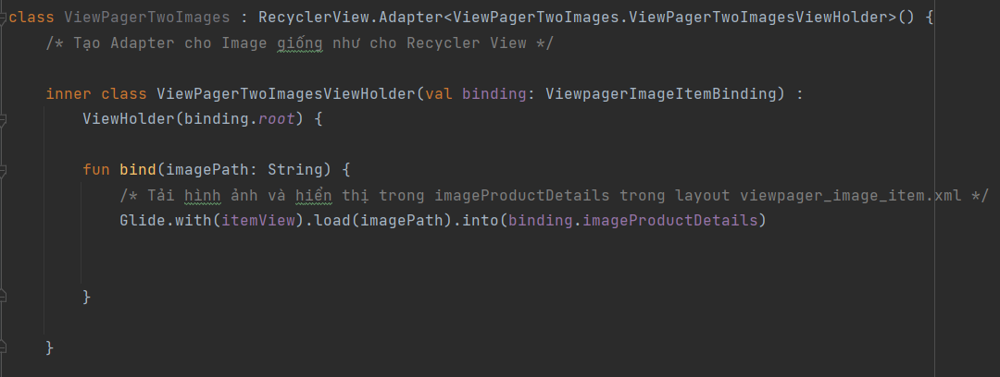 class ViewPagerTwoImages : RecyclerView.Adapter<ViewPagerTwoImages.ViewPagerTwoImagesViewHolder>() {
/* Tạo Adapter cho Image giống như cho Recycler View */
inner class ViewPagerTwoImagesViewHolder(val binding: ViewpagerImageItemBinding) :
ViewHolder(binding.root) {
fun bind(imagePath: String) {
/* Tải hình ảnh và hiển thị trong imageProductDetails trong layout viewpager_image_item.xml */
Glide.with(itemView).load(imagePath).into(binding.imageProductDetails)
}
}